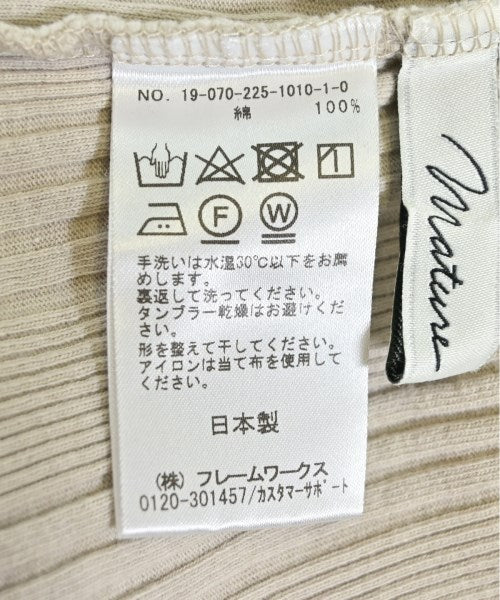 NO. 19-070-225-1010-1-0
綿 100%
F W
手洗いは水温30℃以下をお薦
めします。
裏返して洗ってください。
タンブラー乾燥はお避けくだ
さい。
形を整えて干してください。
アイロンは当て布を使用して
ください。
日本製
(株) フレームワークス
0120-301457/カスタマーサポート
mature